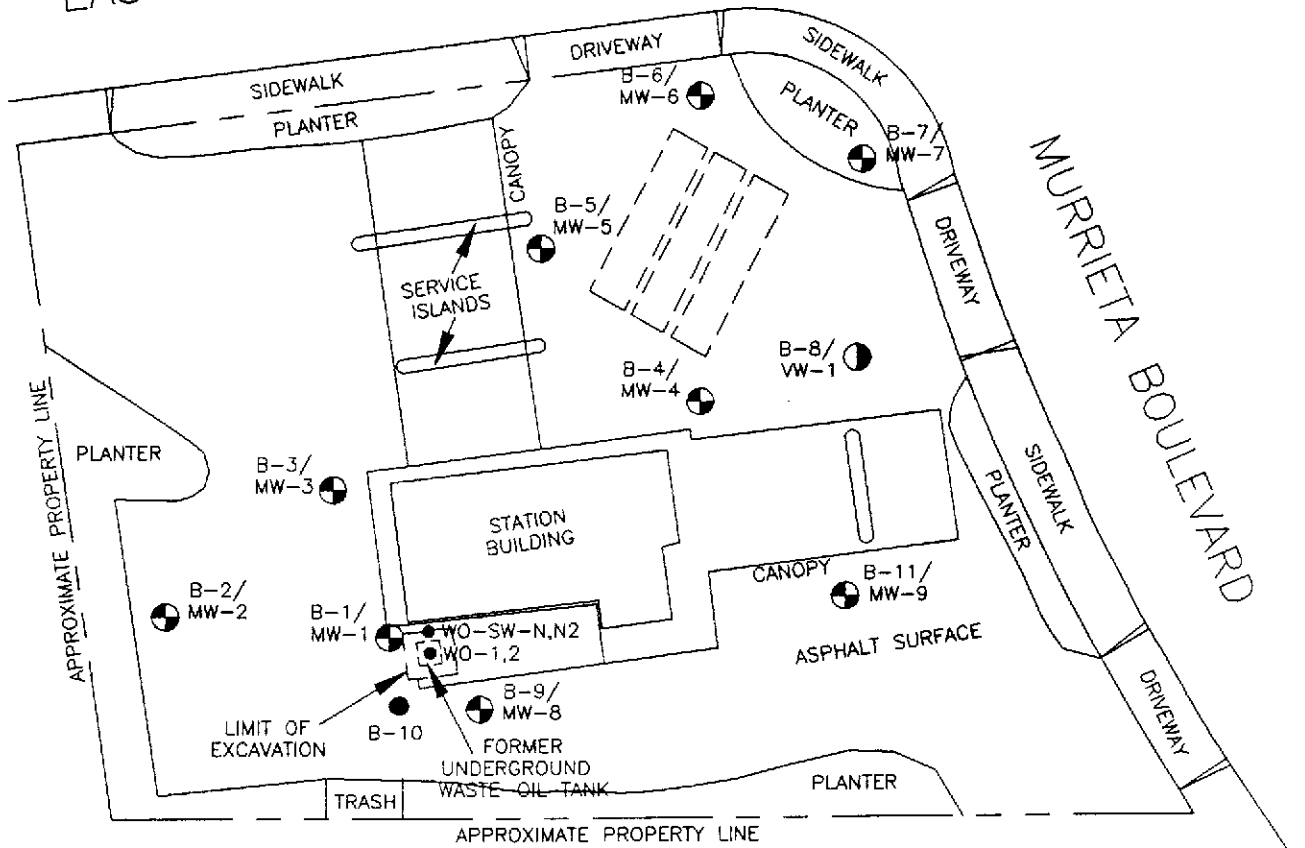 DRIVEWAY
SIDEWALK
SIDEWALK
PLANTER
B-6/
MW-6
PLANTER
B-7/
MW-7
CANOPY
B-5/
MW-5
MURRIETA BOULEVARD
DRIVEWAY
SERVICE
ISLANDS
B-8/
VW-1
B-4/
MW-4
APPROXIMATE PROPERTY LINE
PLANTER
B-3/
MW-3
SIDEWALK
PLANTER
STATION
BUILDING
CANOPY
B-11/
MW-9
B-2/
MW-2
B-1/
MW-1
WO-SW-N,N2
WO-1,2
ASPHALT SURFACE
DRIVEWAY
B-9/
MW-8
B-10
LIMIT OF
EXCAVATION
FORMER
UNDERGROUND
WASTE OIL TANK
PLANTER
TRASH
APPROXIMATE PROPERTY LINE